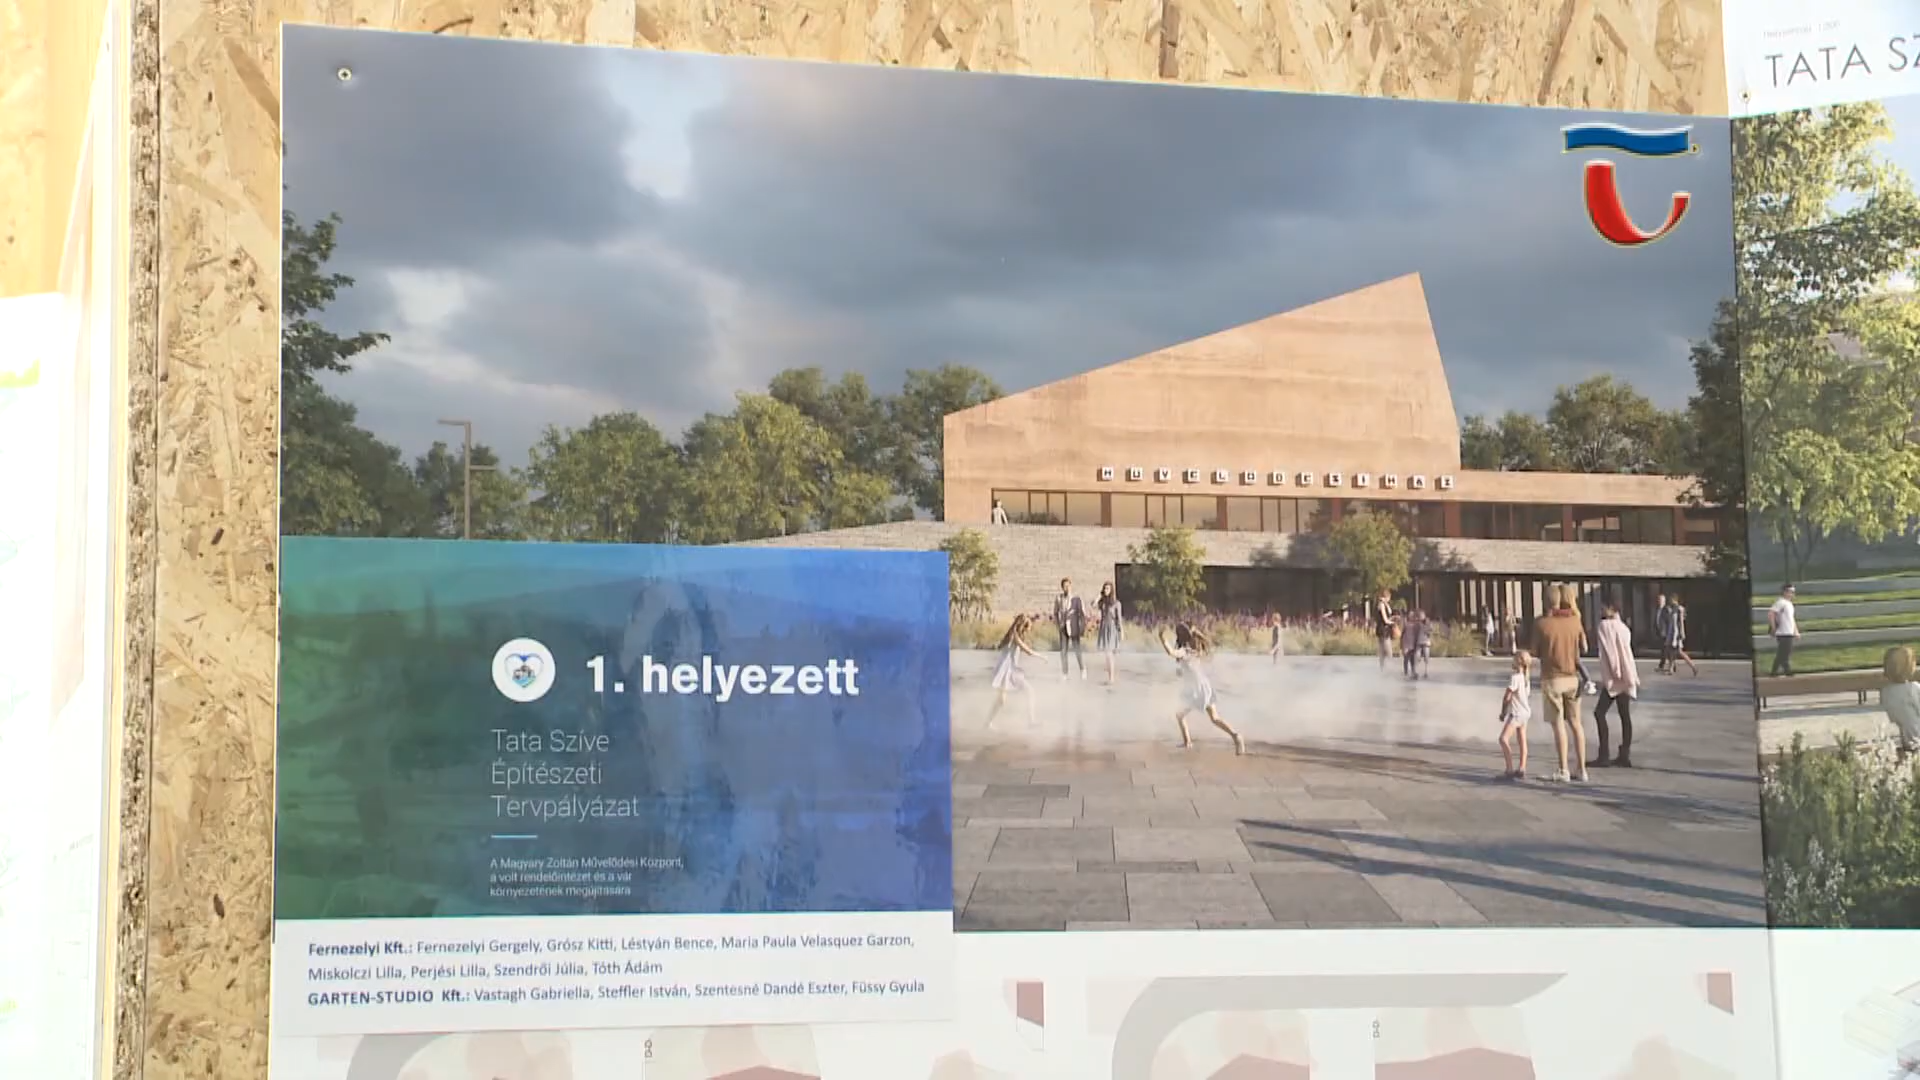 TATA SZ
MŰVELŐDÉSI HÁZ
1. helyezett
Tata Szíve
Építészeti
Tervpályázat
A Magyary Zoltán Művelődési Központ,
a volt rendelőintézet és a vár
környezetének megújítására
Fernezelyi Kft.: Fernezelyi Gergely, Grósz Kitti, Léstyán Bence, Maria Paula Velasquez Garzon,
Miskolczi Lilla, Perjési Lilla, Szendrői Júlia, Tóth Ádám
GARTEN-STUDIO Kft.: Vastagh Gabriella, Steffler István, Szentesné Dandé Eszter, Füssy Gyula